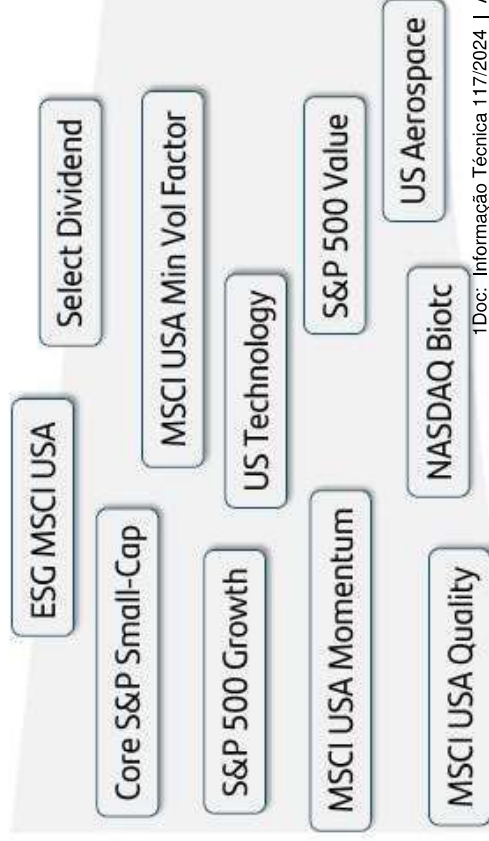 ESG MSCI USA
Select Dividend
Core S&P Small-Cap
MSCI USA Min Vol Factor
S&P 500 Growth
US Technology
MSCI USA Momentum
S&P 500 Value
NASDAQ Biotc
US Aerospace
MSCI USA Quality
1Doc: Informação Técnica 117/2024 |